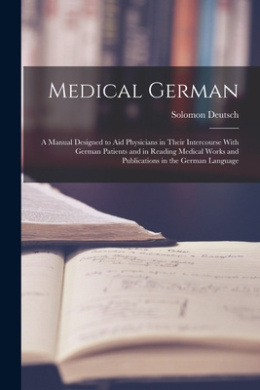 MEDICAL GERMAN
Solomon Deutsch
A Manual Designed to Aid Physicians in Their Intercourse With
German Patients and in Reading Medical Works and
Publications in the German Language